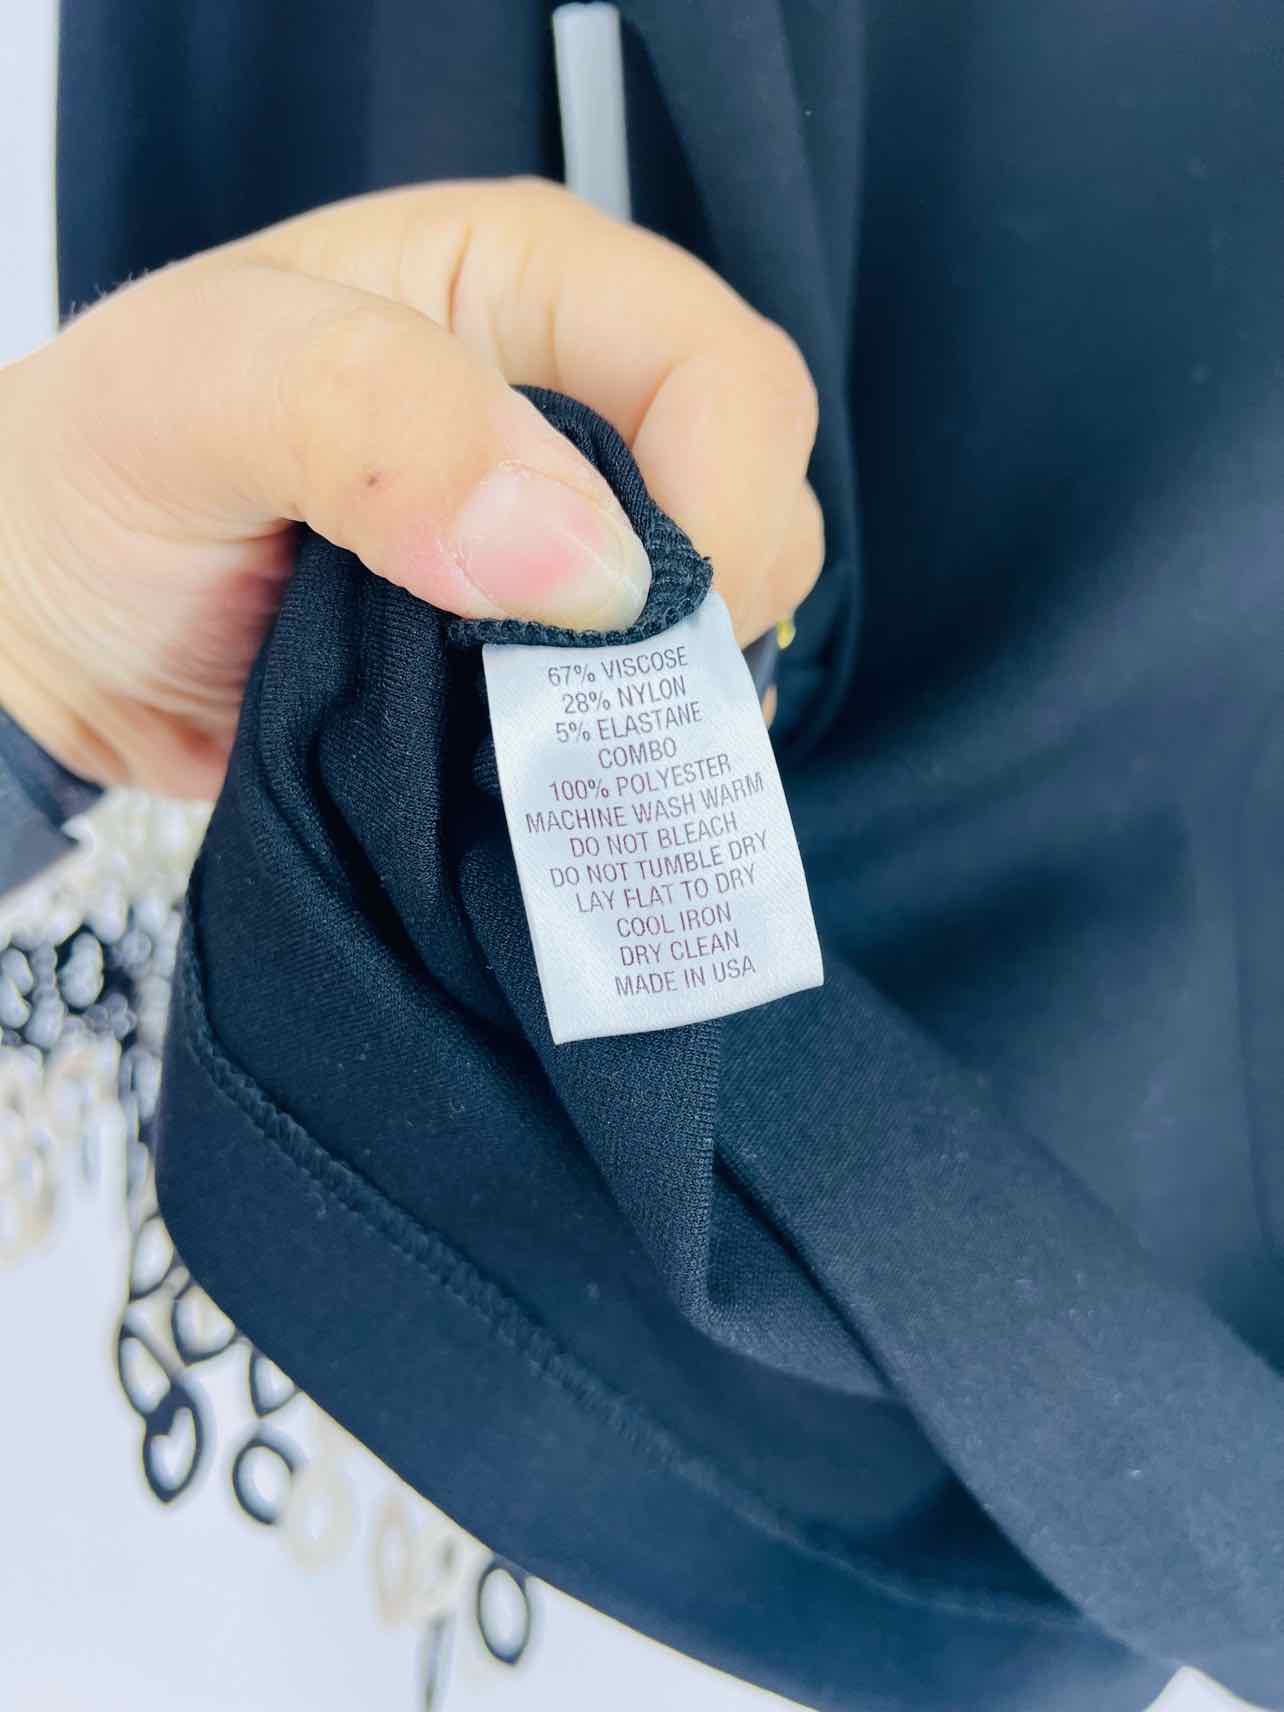 67% VISCOSE
28% NYLON
5% ELASTANE
COMBO
100% POLYESTER
MACHINE WASH WARM
DO NOT BLEACH
DO NOT TUMBLE DRY
LAY FLAT TO DRY
COOL IRON
DRY CLEAN
MADE IN USA